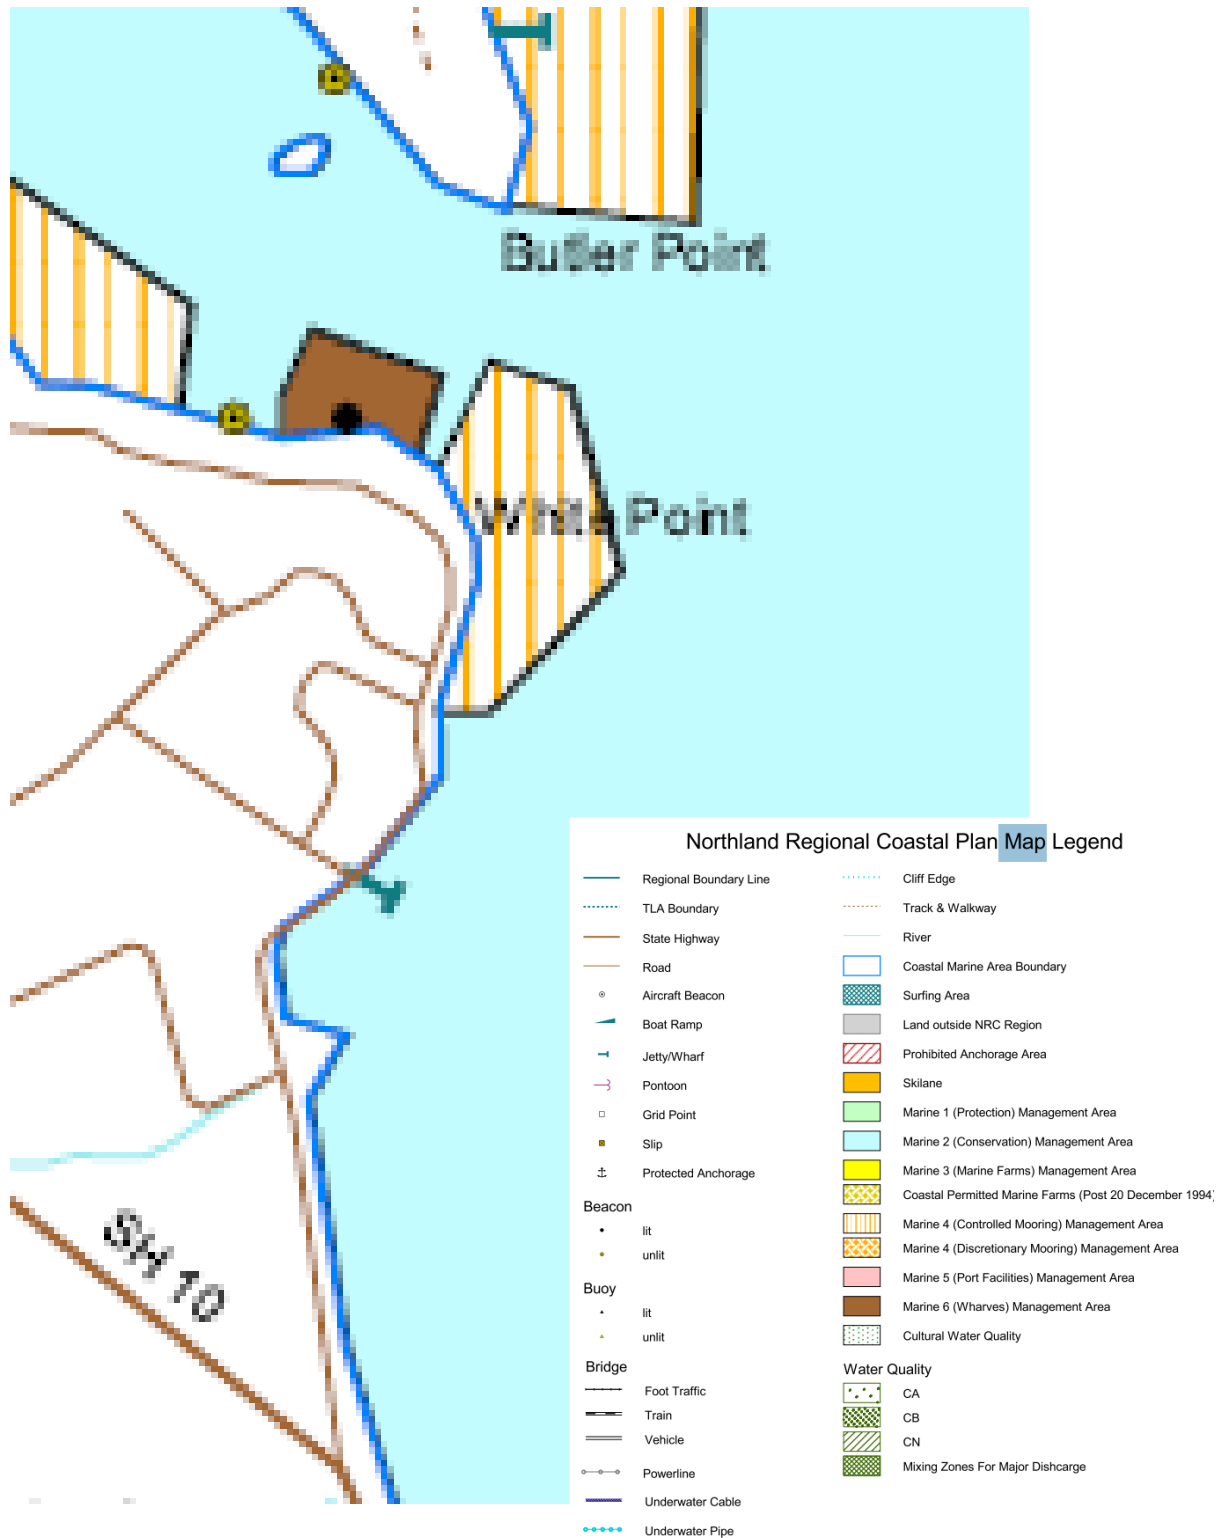 Butler Point
White Point
SH 10
Northland Regional Coastal Plan Map Legend
Regional Boundary Line
TLA Boundary
State Highway
Road
Aircraft Beacon
Boat Ramp
Jetty/Wharf
Pontoon
Grid Point
Slip
Protected Anchorage
Beacon
lit
unlit
Buoy
lit
unlit
Bridge
Foot Traffic
Train
Vehicle
Powerline
Underwater Cable
Underwater Pipe
Cliff Edge
Track & Walkway
River
Coastal Marine Area Boundary
Surfing Area
Land outside NRC Region
Prohibited Anchorage Area
Skilane
Marine 1 (Protection) Management Area
Marine 2 (Conservation) Management Area
Marine 3 (Marine Farms) Management Area
Coastal Permitted Marine Farms (Post 20 December 1994)
Marine 4 (Controlled Mooring) Management Area
Marine 4 (Discretionary Mooring) Management Area
Marine 5 (Port Facilities) Management Area
Marine 6 (Wharves) Management Area
Cultural Water Quality
Water Quality
CA
CB
CN
Mixing Zones For Major Dishcarge